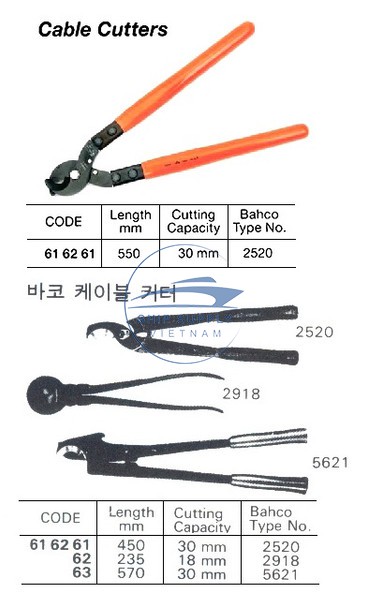 Cable Cutters
CODE Length mm Cutting Capacity Bahco Type No.
61 62 61 550 30 mm 2520
바코 케이블 커터
VIETNAM
2520
2918
5621
CODE Length mm Cutting Capacity Bahco Type No.
61 62 61 450 30 mm 2520
62 235 18 mm 2918
63 570 30 mm 5621